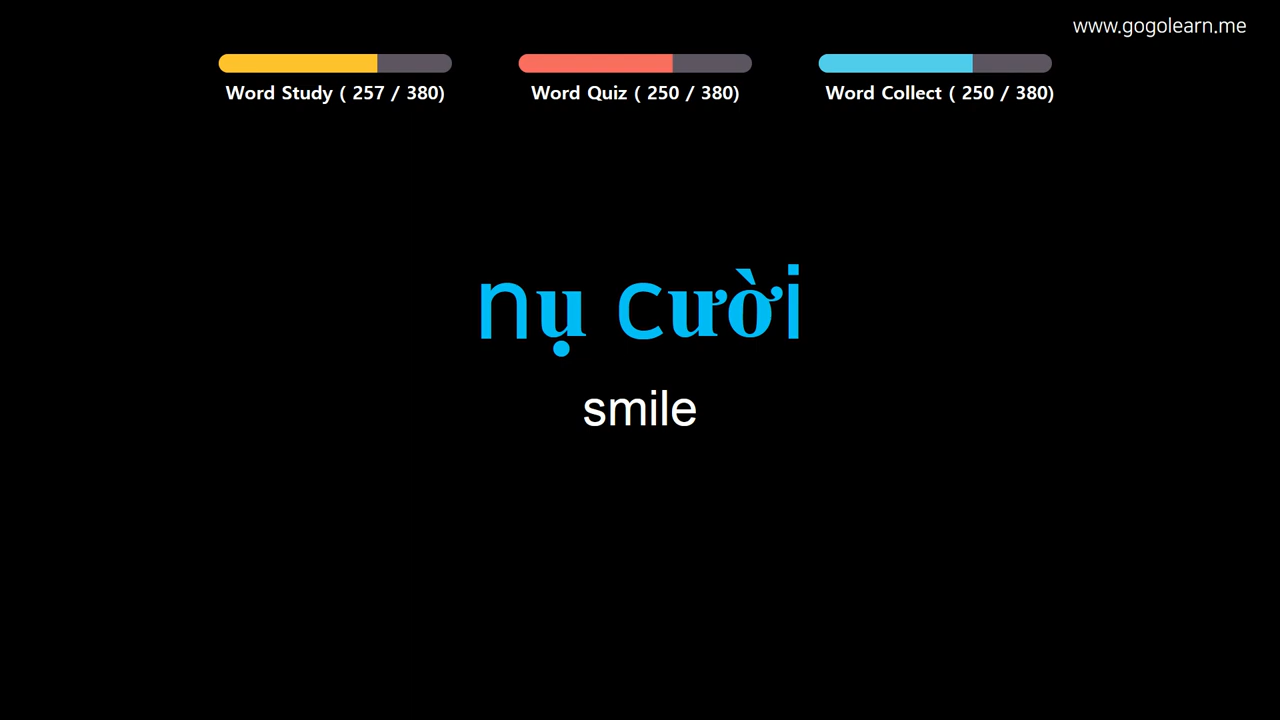 www.gogolearn.me
Word Study ( 257 / 380) Word Quiz ( 250 / 380) Word Collect ( 250 / 380)
nụ cười
smile